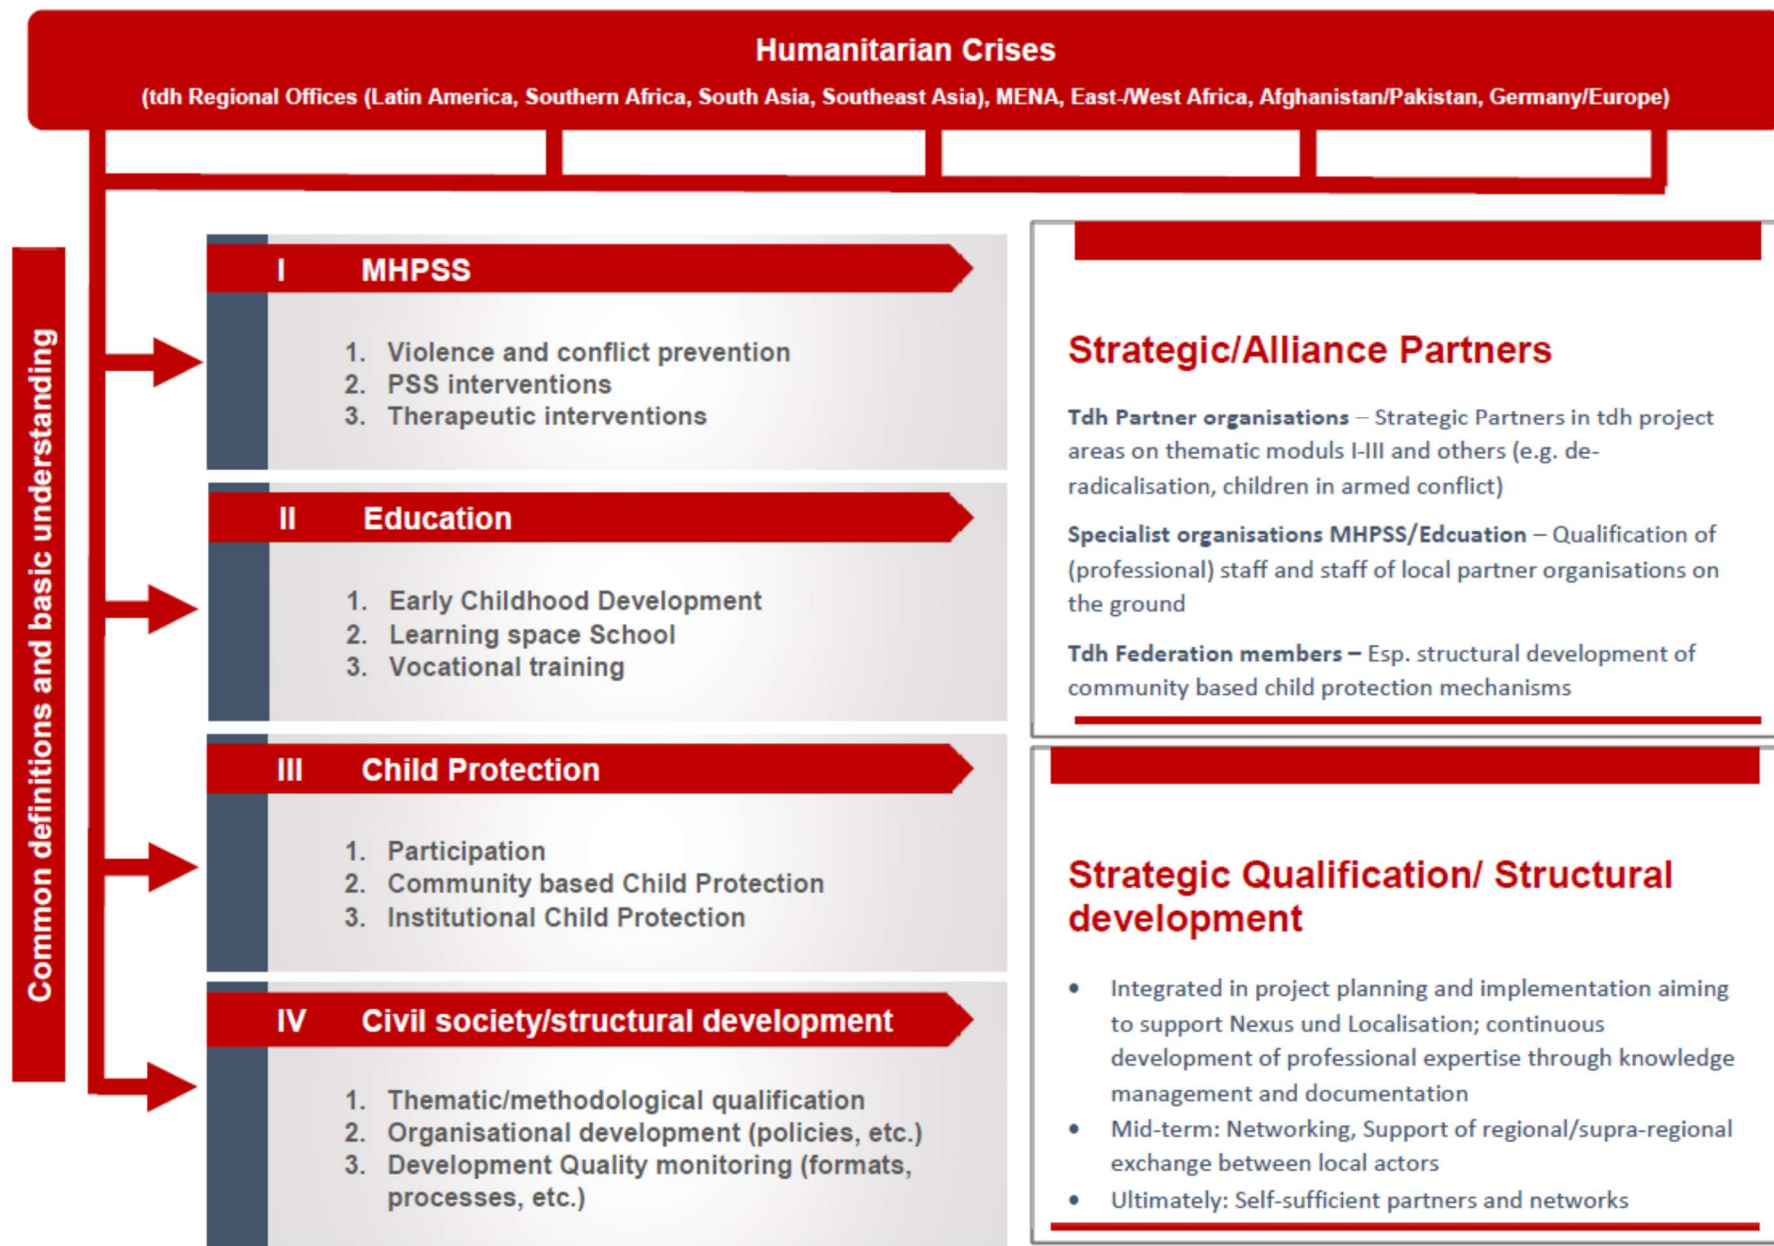 Humanitarian Crises
(tdh Regional Offices (Latin America, Southern Africa, South Asia, Southeast Asia), MENA, East-/West Africa, Afghanistan/Pakistan, Germany/Europe)
Common definitions and basic understanding
I MHPSS
1. Violence and conflict prevention
2. PSS interventions
3. Therapeutic interventions
II Education
1. Early Childhood Development
2. Learning space School
3. Vocational training
III Child Protection
1. Participation
2. Community based Child Protection
3. Institutional Child Protection
IV Civil society/structural development
1. Thematic/methodological qualification
2. Organisational development (policies, etc.)
3. Development Quality monitoring (formats,
processes, etc.)
Strategic/Alliance Partners
Tdh Partner organisations – Strategic Partners in tdh project
areas on thematic moduls I-III and others (e.g. de-
radicalisation, children in armed conflict)
Specialist organisations MHPSS/Edcuation – Qualification of
(professional) staff and staff of local partner organisations on
the ground
Tdh Federation members – Esp. structural development of
community based child protection mechanisms
Strategic Qualification/ Structural
development
• Integrated in project planning and implementation aiming
to support Nexus und Localisation; continuous
development of professional expertise through knowledge
management and documentation
• Mid-term: Networking, Support of regional/supra-regional
exchange between local actors
• Ultimately: Self-sufficient partners and networks